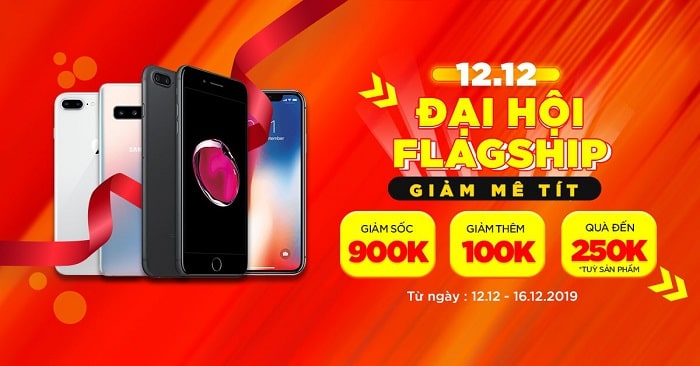 12.12
ĐẠI HỘI
FLAGSHIP
GIẢM MÊ TÍT
GIẢM SỐC
900K
GIẢM THÊM
100K
QUÀ ĐẾN
250K
*TUỲ SẢN PHẨM
Từ ngày : 12.12 - 16.12.2019
SAMSUNG